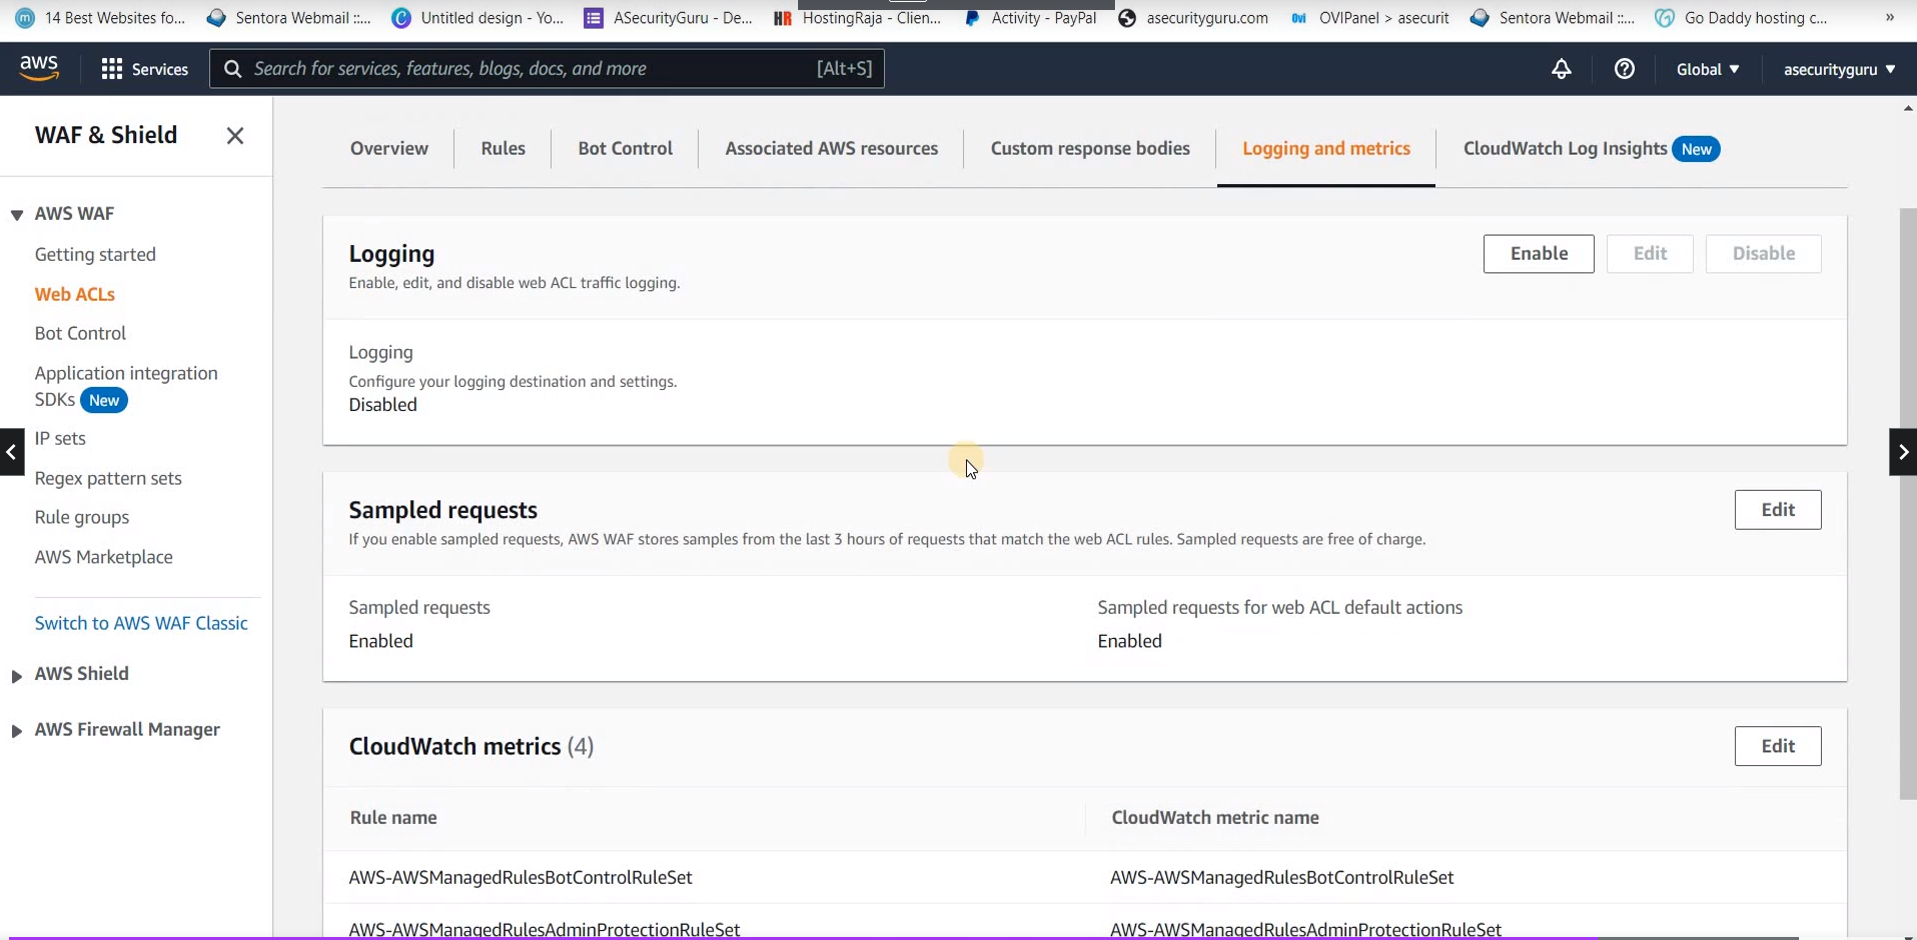 14 Best Websites fo... Sentora Webmail ::... Untitled design - Yo... ASecurityGuru - De... HR HostingRaja - Clien... Activity - PayPal asecurityguru.com Ovi OVIPanel > asecurit Sentora Webmail ::... Go Daddy hosting c... »
aws Services Search for services, features, blogs, docs, and more [Alt+S] Global asecurityguru
WAF & Shield
AWS WAF
Getting started
Web ACLs
Bot Control
Application integration
SDKs New
IP sets
Regex pattern sets
Rule groups
AWS Marketplace
Switch to AWS WAF Classic
AWS Shield
AWS Firewall Manager
Overview Rules Bot Control Associated AWS resources Custom response bodies Logging and metrics CloudWatch Log Insights New
Logging Enable Edit Disable
Enable, edit, and disable web ACL traffic logging.
Logging
Configure your logging destination and settings.
Disabled
Sampled requests Edit
If you enable sampled requests, AWS WAF stores samples from the last 3 hours of requests that match the web ACL rules. Sampled requests are free of charge.
Sampled requests Sampled requests for web ACL default actions
Enabled Enabled
CloudWatch metrics (4) Edit
Rule name CloudWatch metric name
AWS-AWSManagedRulesBotControlRuleSet AWS-AWSManagedRulesBotControlRuleSet
AWS-AWSManagedRulesAdminProtectionRuleSet AWS-AWSManagedRulesAdminProtectionRuleSet